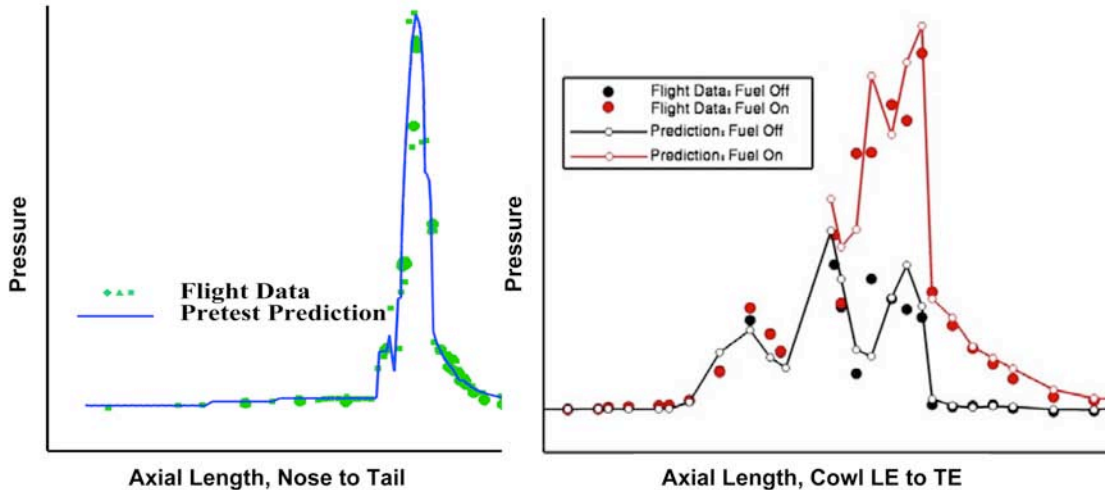 Pressure
Flight Data
Pretest Prediction
Axial Length, Nose to Tail
Pressure
Flight Data: Fuel Off
Flight Data: Fuel On
Prediction: Fuel Off
Prediction: Fuel On
Axial Length, Cowl LE to TE